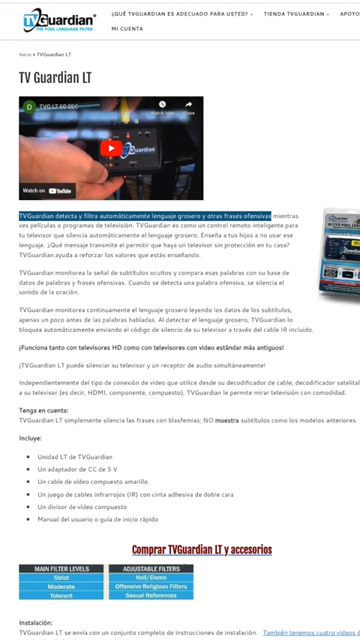 TVGuardian®
THE FOUL LANGUAGE FILTER
¿QUÉ TVGUARDIAN ES ADECUADO PARA USTED?
TIENDA TVGUARDIAN
APOYO
MI CUENTA
Inicio » TVGuardian LT
TV Guardian LT
D TVG LT 60 SEC
Watch later
Share
Watch on YouTube
TVGuardian detecta y filtra automáticamente lenguaje grosero y otras frases ofensivas mientras
ves películas o programas de televisión. TVGuardian es como un control remoto inteligente para
tu televisor que silencia automáticamente el lenguaje grosero. Enseña a tus hijos a no usar ese
lenguaje. ¿Qué mensaje transmite el permitir que haya un televisor sin protección en tu casa?
TVGuardian ayuda a reforzar los valores que les estás enseñando.
TVGuardian monitorea la señal de subtítulos ocultos y compara esas palabras con su base de
datos de palabras y frases ofensivas. Cuando se detecta una palabra ofensiva, se silencia el
sonido de la oración.
TVGuardian monitorea continuamente el lenguaje grosero leyendo los datos de los subtítulos,
apenas un poco antes de las palabras habladas. Al detectar el lenguaje grosero, TVGuardian lo
bloquea automáticamente enviando el código de silencio de su televisor a través del cable IR incluido.
¡Funciona tanto con televisores HD como con televisores con video estándar más antiguos!
¡TVGuardian LT puede silenciar su televisor y un receptor de audio simultáneamente!
Independientemente del tipo de conexión de video que utilice desde su decodificador de cable, decodificador satelital
a su televisor (es decir, HDMI, componente, compuesto), TVGuardian le permite mirar televisión con comodidad.
Tenga en cuenta:
TVGuardian LT simplemente silencia las frases con blasfemias; NO muestra subtítulos como los modelos anteriores.
Incluye:
Unidad LT de TVGuardian
Un adaptador de CC de 5 V
Un cable de vídeo compuesto amarillo
Un juego de cables infrarrojos (IR) con cinta adhesiva de doble cara
Un divisor de vídeo compuesto
Manual del usuario o guía de inicio rápido
Comprar TVGuardian LT y accesorios
MAIN FILTER LEVELS
ADJUSTABLE FILTERS
Strict
Hell/Damn
Moderate
Offensive Religious Filters
Tolerant
Sexual References
Instalación:
TVGuardian LT se envía con un conjunto completo de instrucciones de instalación. También tenemos cuatro videos d